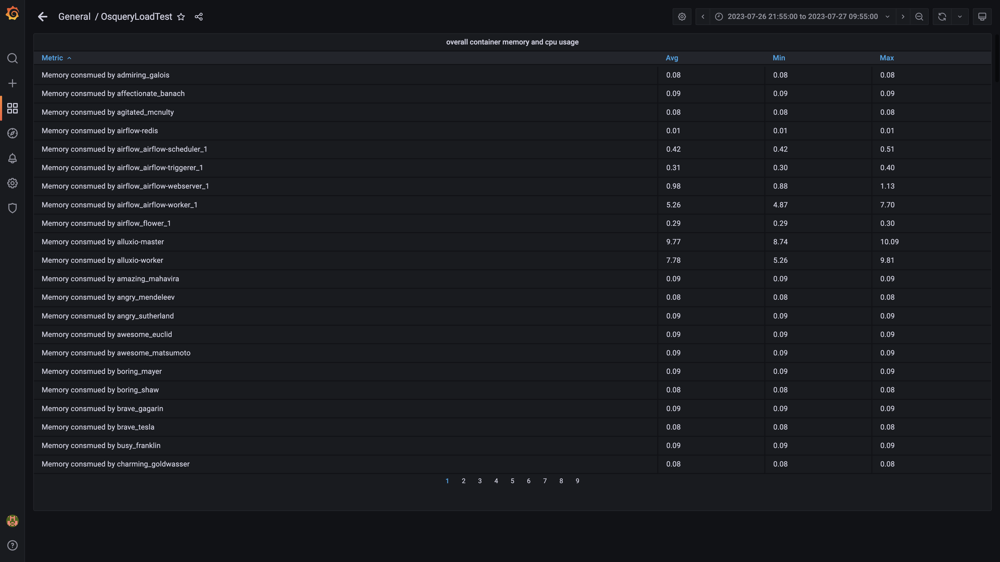 General / OsqueryLoadTest
2023-07-26 21:55:00 to 2023-07-27 09:55:00
overall container memory and cpu usage
Metric Avg Min Max
Memory consmued by admiring_galois 0.08 0.08 0.08
Memory consmued by affectionate_banach 0.09 0.09 0.09
Memory consmued by agitated_mcnulty 0.08 0.08 0.08
Memory consmued by airflow-redis 0.01 0.01 0.01
Memory consmued by airflow_airflow-scheduler_1 0.42 0.42 0.51
Memory consmued by airflow_airflow-triggerer_1 0.31 0.30 0.40
Memory consmued by airflow_airflow-webserver_1 0.98 0.88 1.13
Memory consmued by airflow_airflow-worker_1 5.26 4.87 7.70
Memory consmued by airflow_flower_1 0.29 0.29 0.30
Memory consmued by alluxio-master 9.77 8.74 10.09
Memory consmued by alluxio-worker 7.78 5.26 9.81
Memory consmued by amazing_mahavira 0.09 0.09 0.09
Memory consmued by angry_mendeleev 0.08 0.08 0.08
Memory consmued by angry_sutherland 0.09 0.09 0.09
Memory consmued by awesome_euclid 0.09 0.09 0.09
Memory consmued by awesome_matsumoto 0.09 0.09 0.09
Memory consmued by boring_mayer 0.09 0.09 0.09
Memory consmued by boring_shaw 0.08 0.08 0.08
Memory consmued by brave_gagarin 0.09 0.09 0.09
Memory consmued by brave_tesla 0.08 0.08 0.08
Memory consmued by busy_franklin 0.09 0.09 0.09
Memory consmued by charming_goldwasser 0.08 0.08 0.08
1 2 3 4 5 6 7 8 9